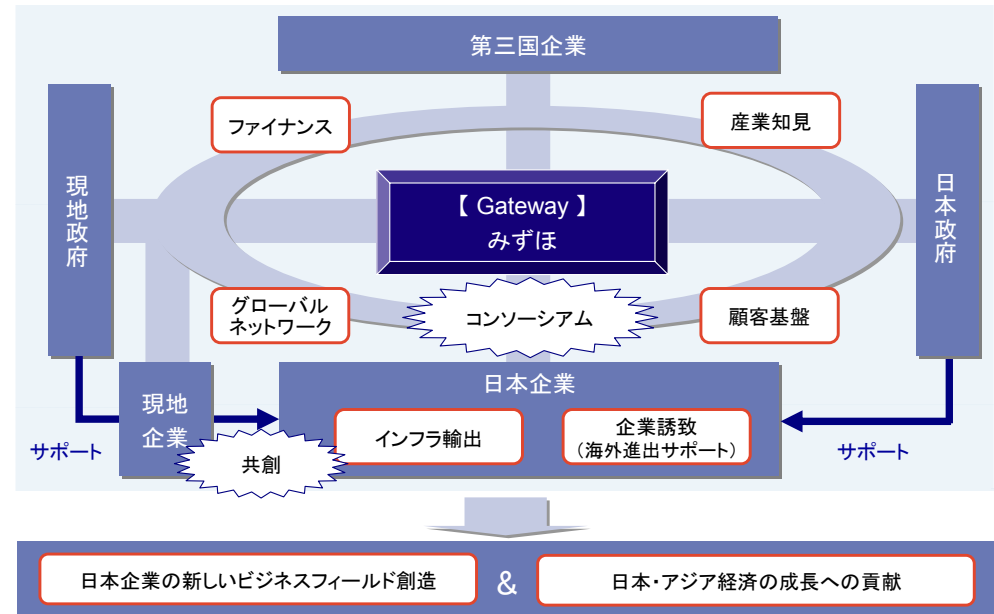 第三国企業
ファイナンス
産業知見
現地政府
日本政府
【 Gateway 】
みずほ
グローバル
ネットワーク
コンソーシアム
顧客基盤
現地
企業
日本企業
インフラ輸出
企業誘致
（海外進出サポート）
サポート
サポート
共創
日本企業の新しいビジネスフィールド創造
&
日本・アジア経済の成長への貢献